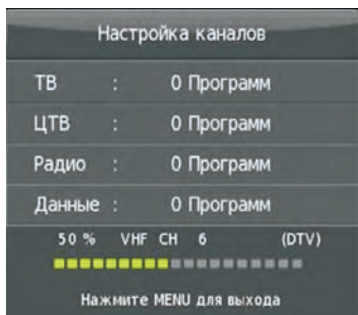 Настройка каналов
ТВ : 0 Программ
ЦТВ : 0 Программ
Радио : 0 Программ
Данные : 0 Программ
50 % VHF CH 6 (DTV)
Нажмите MENU для выхода